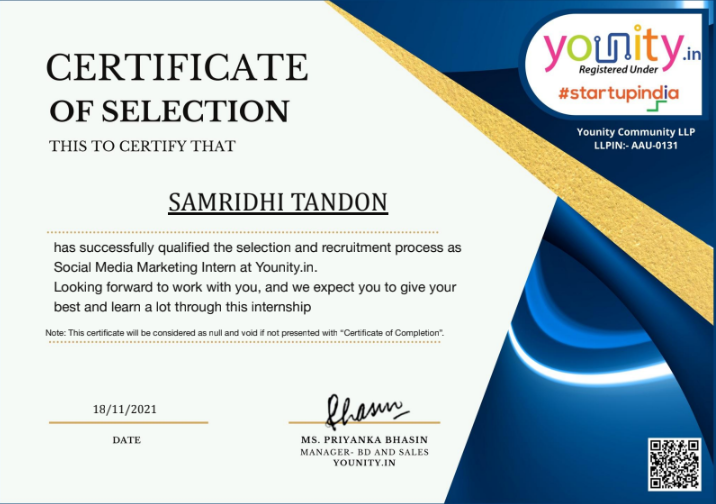 CERTIFICATE
OF SELECTION
THIS TO CERTIFY THAT
SAMRIDHI TANDON
has successfully qualified the selection and recruitment process as
Social Media Marketing Intern at Younity.in.
Looking forward to work with you, and we expect you to give your
best and learn a lot through this internship
Note: This certificate will be considered as null and void if not presented with “Certificate of Completion”.
18/11/2021
DATE
Bhasin
MS. PRIYANKA BHASIN
MANAGER- BD AND SALES
YOUNITY.IN
younity.in
Registered Under
#startupindia
Younity Community LLP
LLPIN:- AAU-0131